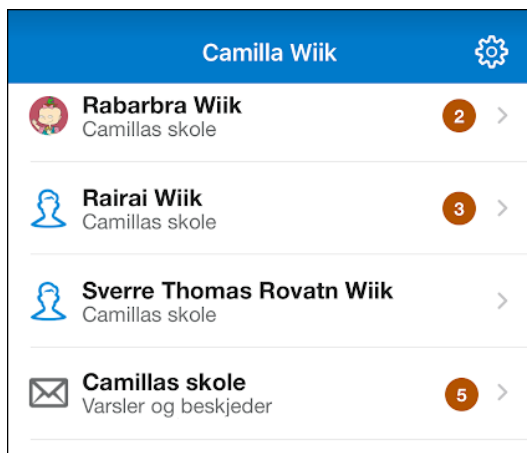 Camilla Wiik
Rabarbra Wiik
Camillas skole
2
Rairai Wiik
Camillas skole
3
Sverre Thomas Rovatn Wiik
Camillas skole
Camillas skole
Varsler og beskjeder
5